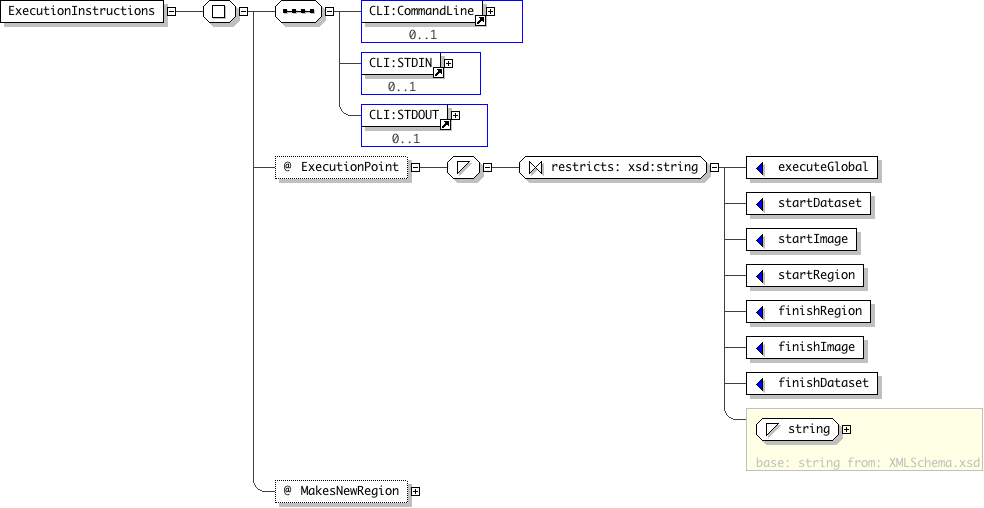 ExecutionInstructions
CLI:CommandLine
0..1
CLI:STDIN
0..1
CLI:STDOUT
0..1
@ ExecutionPoint
restricts: xsd:string
executeGlobal
startDataset
startImage
startRegion
finishRegion
finishImage
finishDataset
string
base: string from: XMLSchema.xsd
@ MakesNewRegion